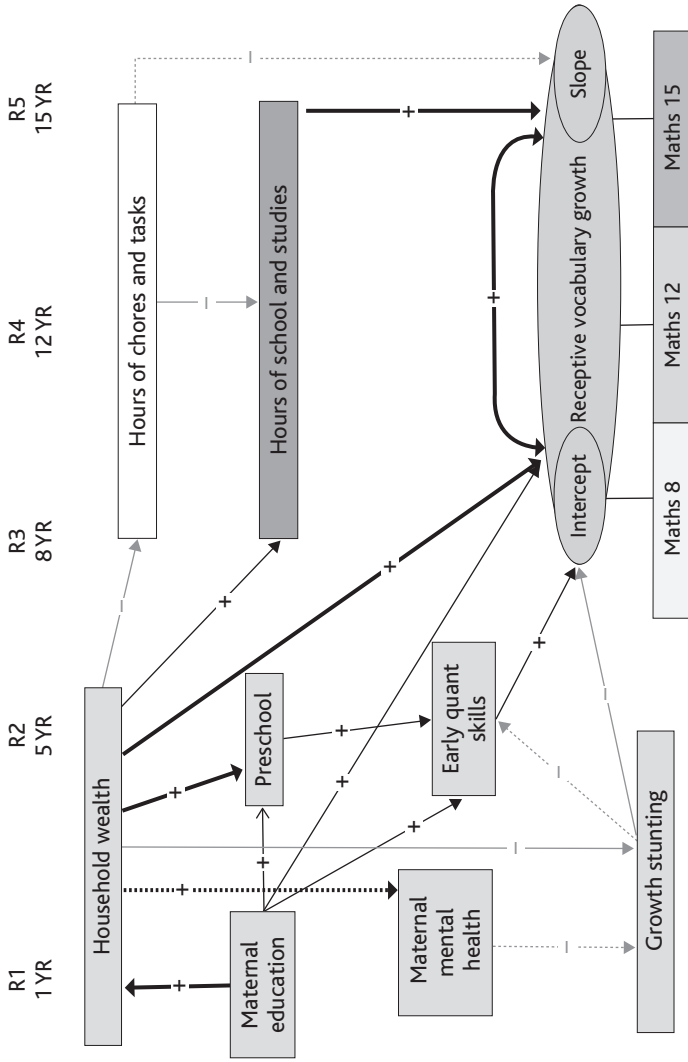 R1
1 YR
R2
5 YR
R3
8 YR
R4
12 YR
R5
15 YR
Household wealth
Hours of chores and tasks
Maternal
education
Preschool
Hours of school and studies
Maternal
mental
health
Early quant
skills
Growth stunting
Intercept
Receptive vocabulary growth
Slope
Maths 8
Maths 12
Maths 15
+
+
+
+
+
+
+
+
+
+
+
+
–
–
–
–
–
–
–